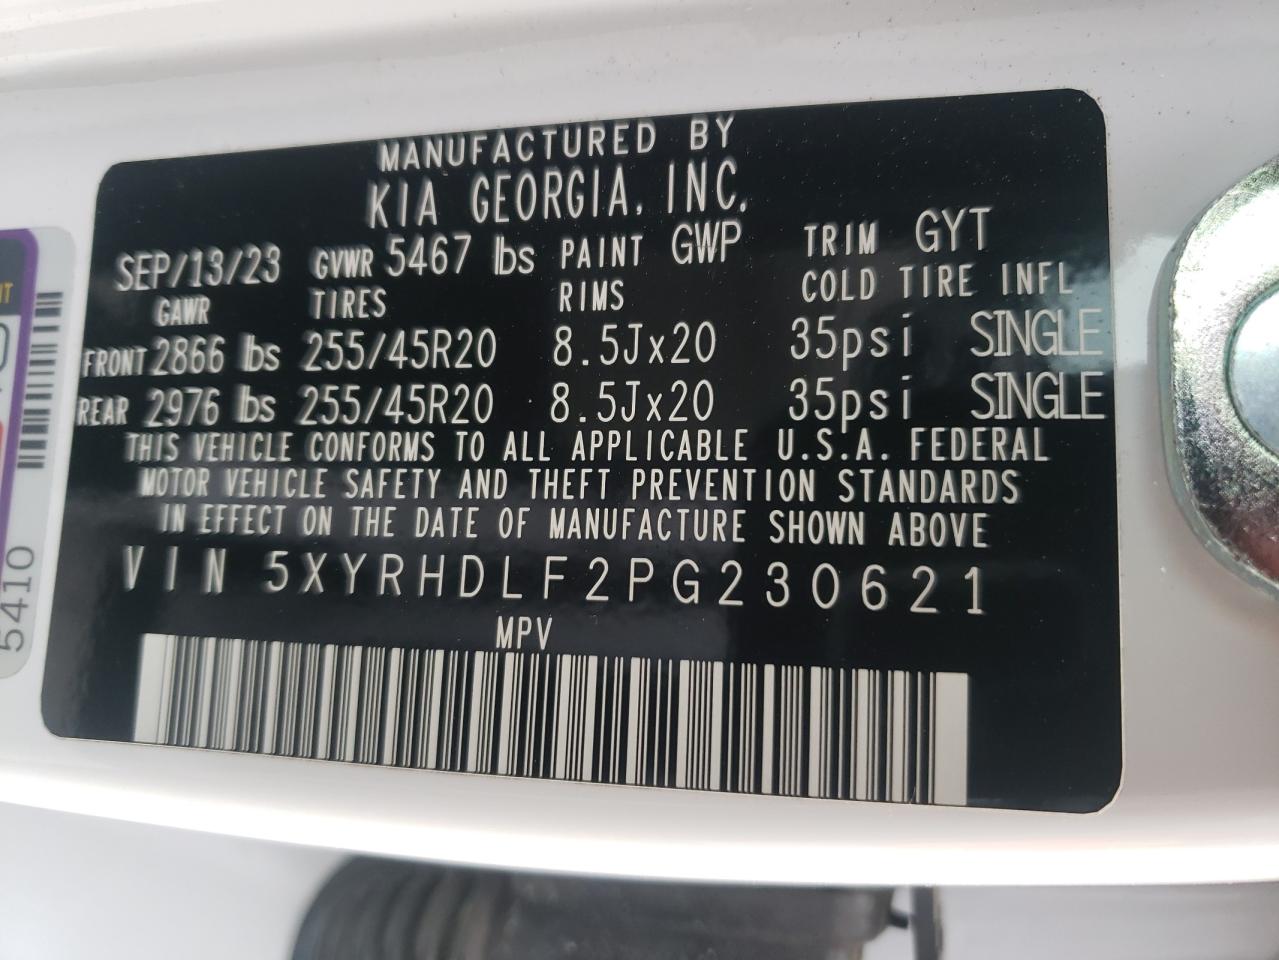 MANUFACTURED BY
KIA GEORGIA, INC.
SEP/13/23 GVWR 5467 lbs PAINT GWP TRIM GYT
GAWR TIRES RIMS COLD TIRE INFL
FRONT 2866 lbs 255/45R20 8.5Jx20 35psi SINGLE
REAR 2976 lbs 255/45R20 8.5Jx20 35psi SINGLE
THIS VEHICLE CONFORMS TO ALL APPLICABLE U.S.A. FEDERAL
MOTOR VEHICLE SAFETY AND THEFT PREVENTION STANDARDS
IN EFFECT ON THE DATE OF MANUFACTURE SHOWN ABOVE
VIN 5XYRHDLF2PG230621
MPV
5410